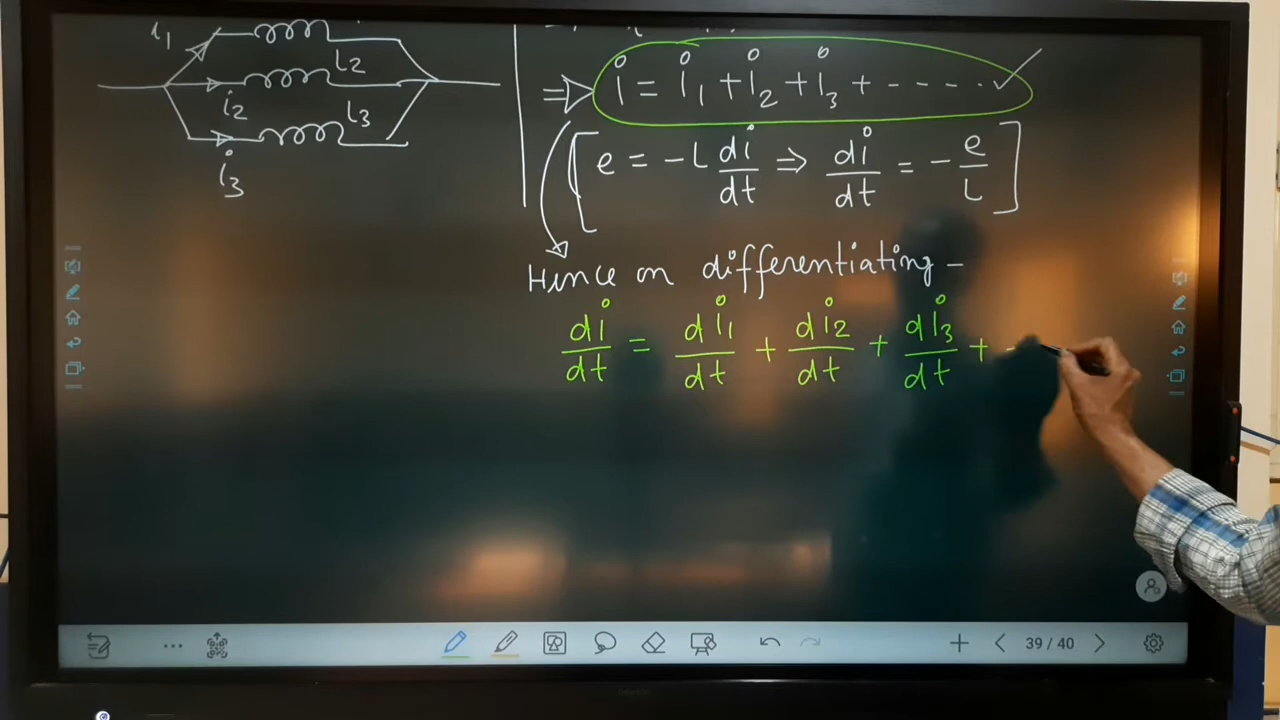 i₁
L₂
i₂
L₃
i₃
⇒ i = i₁ + i₂ + i₃ + - - - - - ✓
[ e = -L di/dt ⇒ di/dt = - e/L ]
Hence on differentiating -
di/dt = di₁/dt + di₂/dt + di₃/dt + -
39 / 40